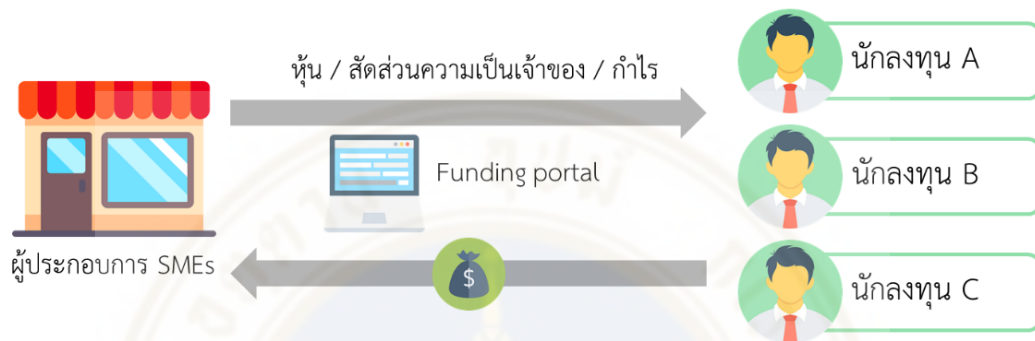 หุ้น / สัดส่วนความเป็นเจ้าของ / กำไร
นักลงทุน A
Funding portal
นักลงทุน B
ผู้ประกอบการ SMEs
$
นักลงทุน C